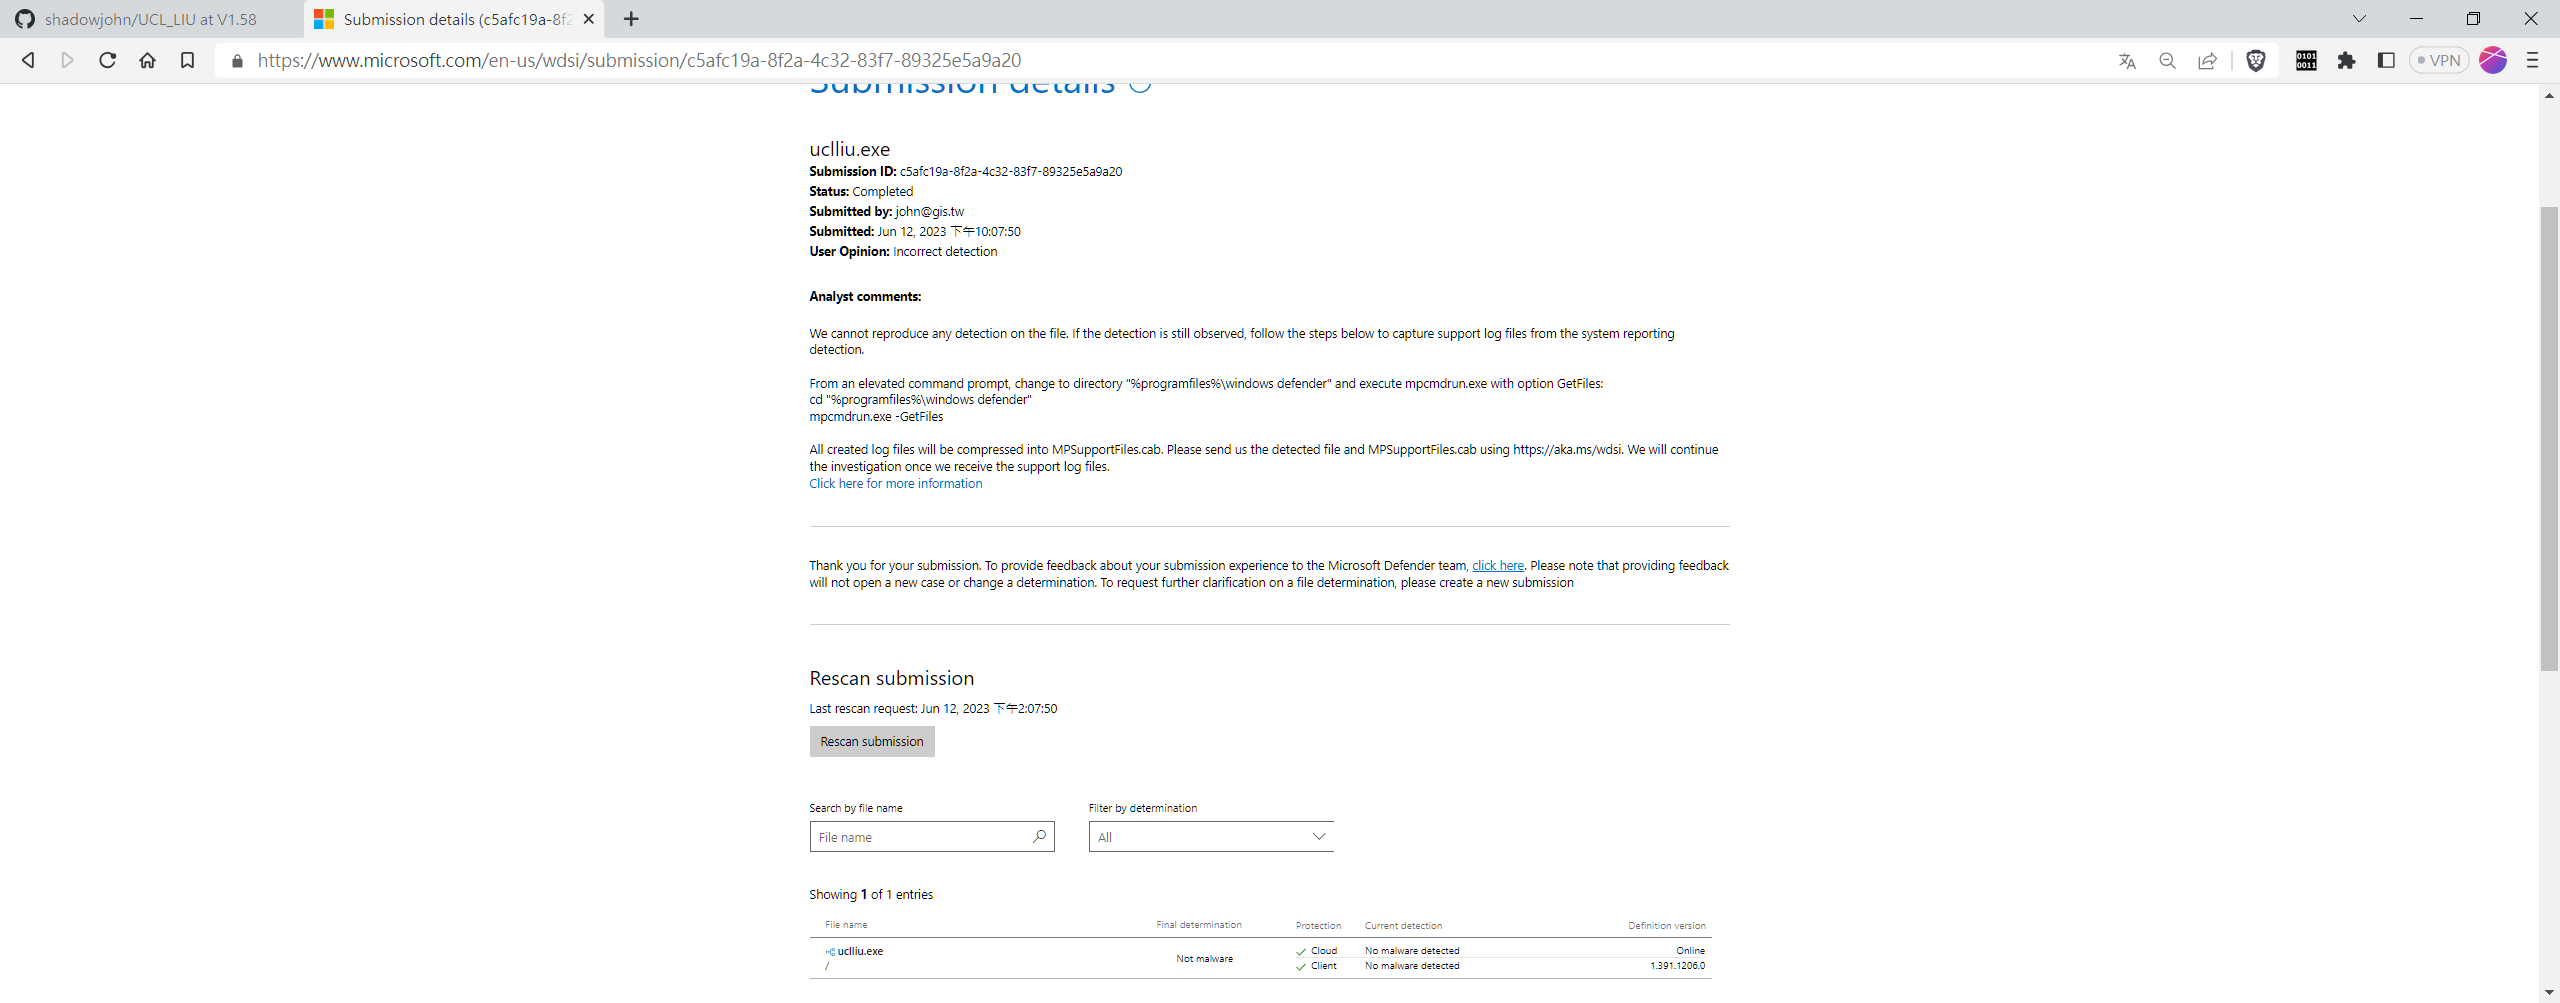 shadowjohn/UCL_LIU at V1.58
Submission details (c5afc19a-8f2
https://www.microsoft.com/en-us/wdsi/submission/c5afc19a-8f2a-4c32-83f7-89325e5a9a20
0101
0011
VPN
Submission details
uclliu.exe
Submission ID: c5afc19a-8f2a-4c32-83f7-89325e5a9a20
Status: Completed
Submitted by: john@gis.tw
Submitted: Jun 12, 2023 下午10:07:50
User Opinion: Incorrect detection
Analyst comments:
We cannot reproduce any detection on the file. If the detection is still observed, follow the steps below to capture support log files from the system reporting
detection.
From an elevated command prompt, change to directory "%programfiles%\windows defender" and execute mpcmdrun.exe with option GetFiles:
cd "%programfiles%\windows defender"
mpcmdrun.exe -GetFiles
All created log files will be compressed into MPSupportFiles.cab. Please send us the detected file and MPSupportFiles.cab using https://aka.ms/wdsi. We will continue
the investigation once we receive the support log files.
Click here for more information
Thank you for your submission. To provide feedback about your submission experience to the Microsoft Defender team, click here. Please note that providing feedback
will not open a new case or change a determination. To request further clarification on a file determination, please create a new submission
Rescan submission
Last rescan request: Jun 12, 2023 下午2:07:50
Rescan submission
Search by file name
Filter by determination
File name
All
Showing 1 of 1 entries
File name Final determination Protection Current detection Definition version
uclliu.exe Not malware Cloud No malware detected Online
/ Client No malware detected 1.391.1206.0